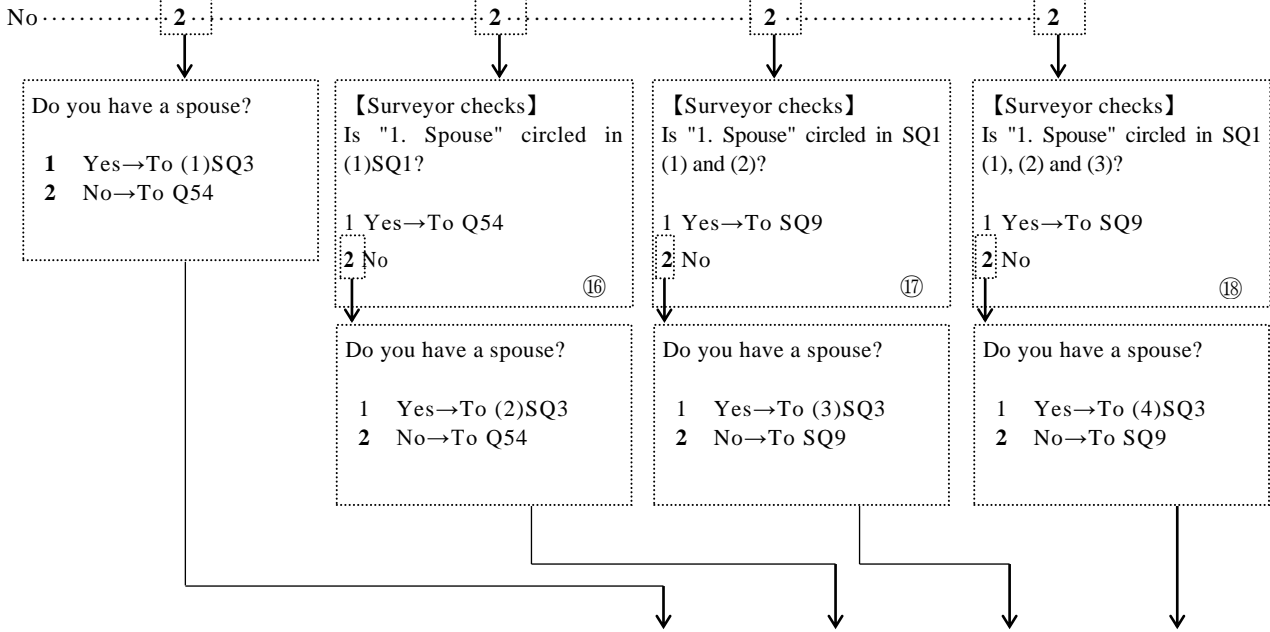 No 2 2 2 2
Do you have a spouse?
1 Yes→To (1)SQ3
2 No→To Q54
【Surveyor checks】
Is "1. Spouse" circled in
(1)SQ1?
1 Yes→To Q54
2 No
⑯
【Surveyor checks】
Is "1. Spouse" circled in SQ1
(1) and (2)?
1 Yes→To SQ9
2 No
⑰
【Surveyor checks】
Is "1. Spouse" circled in SQ1
(1), (2) and (3)?
1 Yes→To SQ9
2 No
⑱
Do you have a spouse?
1 Yes→To (2)SQ3
2 No→To Q54
Do you have a spouse?
1 Yes→To (3)SQ3
2 No→To SQ9
Do you have a spouse?
1 Yes→To (4)SQ3
2 No→To SQ9